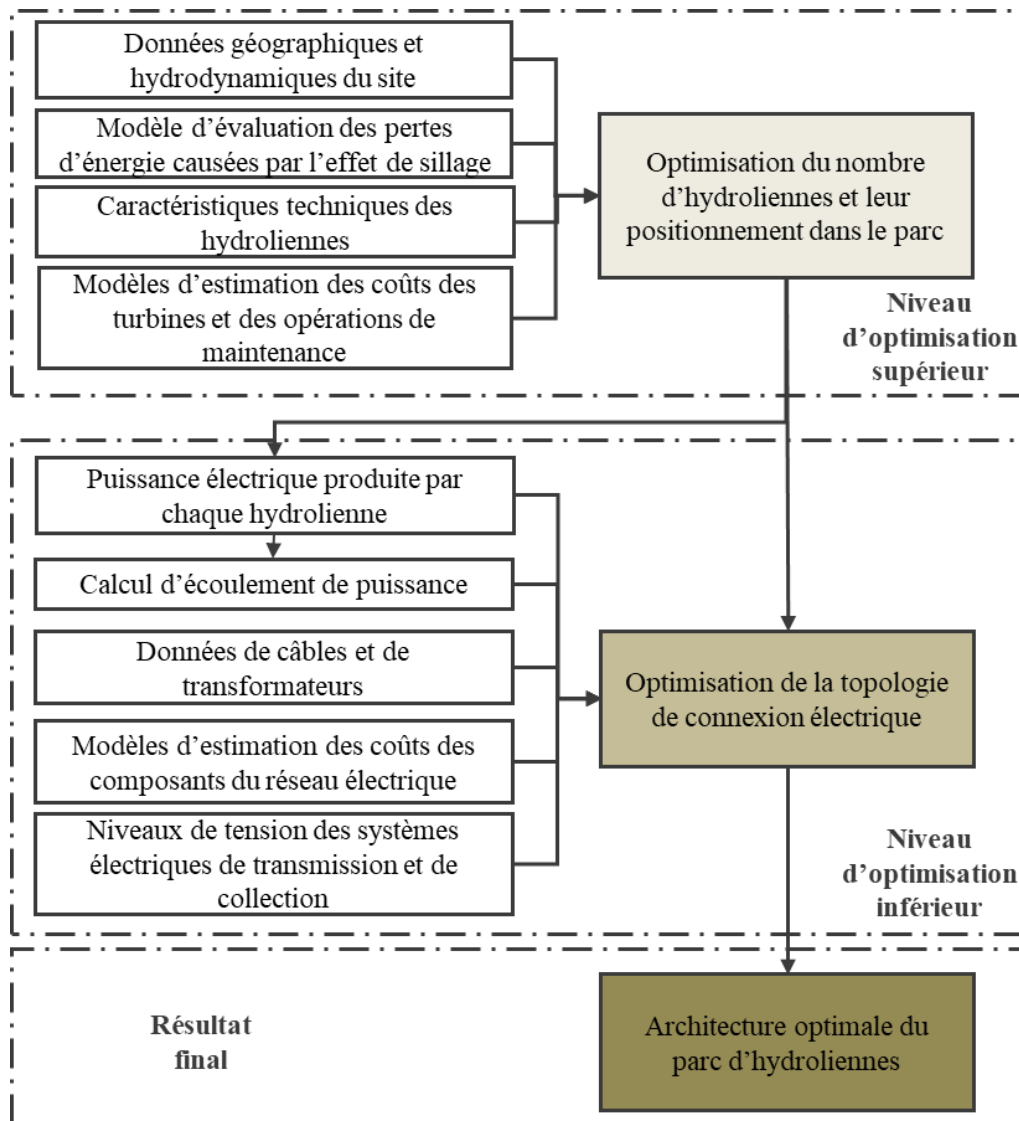 Données géographiques et
hydrodynamiques du site
Modèle d'évaluation des pertes
d'énergie causées par l'effet de sillage
Caractéristiques techniques des
hydroliennes
Modèles d'estimation des coûts des
turbines et des opérations de
maintenance
Optimisation du nombre
d'hydroliennes et leur
positionnement dans le parc
Niveau
d'optimisation
supérieur
Puissance électrique produite par
chaque hydrolienne
Calcul d'écoulement de puissance
Données de câbles et de
transformateurs
Modèles d'estimation des coûts des
composants du réseau électrique
Niveaux de tension des systèmes
électriques de transmission et de
collection
Optimisation de la topologie
de connexion électrique
Niveau
d'optimisation
inférieur
Résultat
final
Architecture optimale du
parc d'hydroliennes